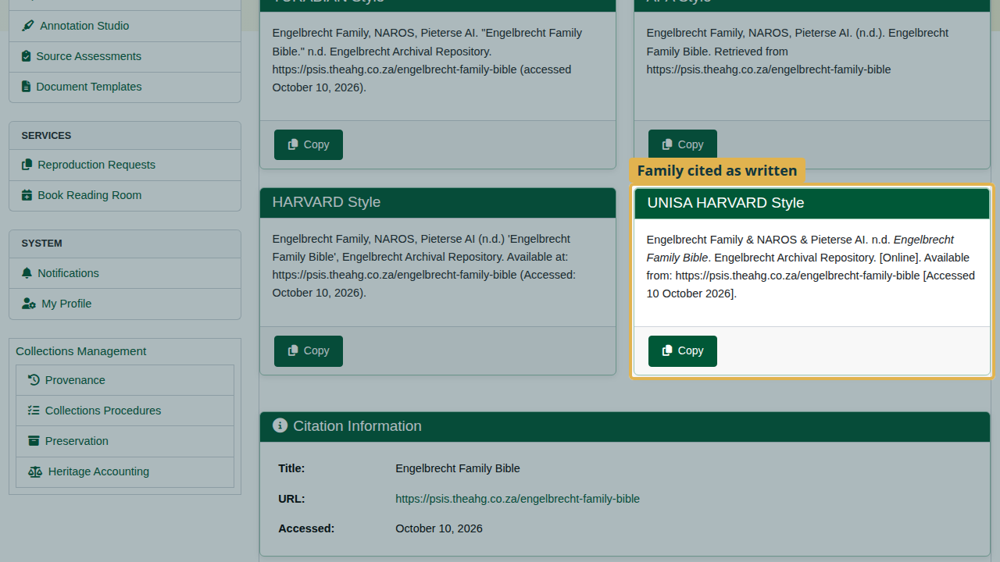 Annotation Studio
Source Assessments
Document Templates
SERVICES
Reproduction Requests
Book Reading Room
SYSTEM
Notifications
My Profile
Collections Management
Provenance
Collections Procedures
Preservation
Heritage Accounting
Engelbrecht Family, NAROS, Pieterse AI. "Engelbrecht Family
Bible." n.d. Engelbrecht Archival Repository.
https://psis.theahg.co.za/engelbrecht-family-bible (accessed
October 10, 2026).
Copy
Engelbrecht Family, NAROS, Pieterse AI. (n.d.). Engelbrecht
Family Bible. Retrieved from
https://psis.theahg.co.za/engelbrecht-family-bible
Copy
Family cited as written
HARVARD Style
Engelbrecht Family, NAROS, Pieterse AI (n.d.) 'Engelbrecht
Family Bible', Engelbrecht Archival Repository. Available at:
https://psis.theahg.co.za/engelbrecht-family-bible (Accessed:
October 10, 2026).
Copy
UNISA HARVARD Style
Engelbrecht Family & NAROS & Pieterse AI. n.d. Engelbrecht
Family Bible. Engelbrecht Archival Repository. [Online]. Available
from: https://psis.theahg.co.za/engelbrecht-family-bible [Accessed
10 October 2026].
Copy
Citation Information
Title: Engelbrecht Family Bible
URL: https://psis.theahg.co.za/engelbrecht-family-bible
Accessed: October 10, 2026